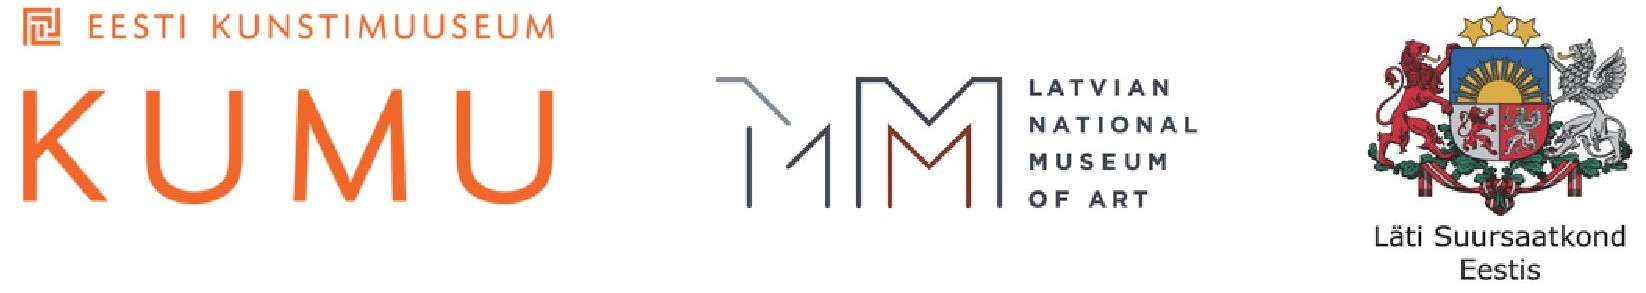 EESTI KUNSTIMUUSEUM
KUMU
LATVIAN
NATIONAL
MUSEUM
OF ART
Läti Suursaatkond
Eestis